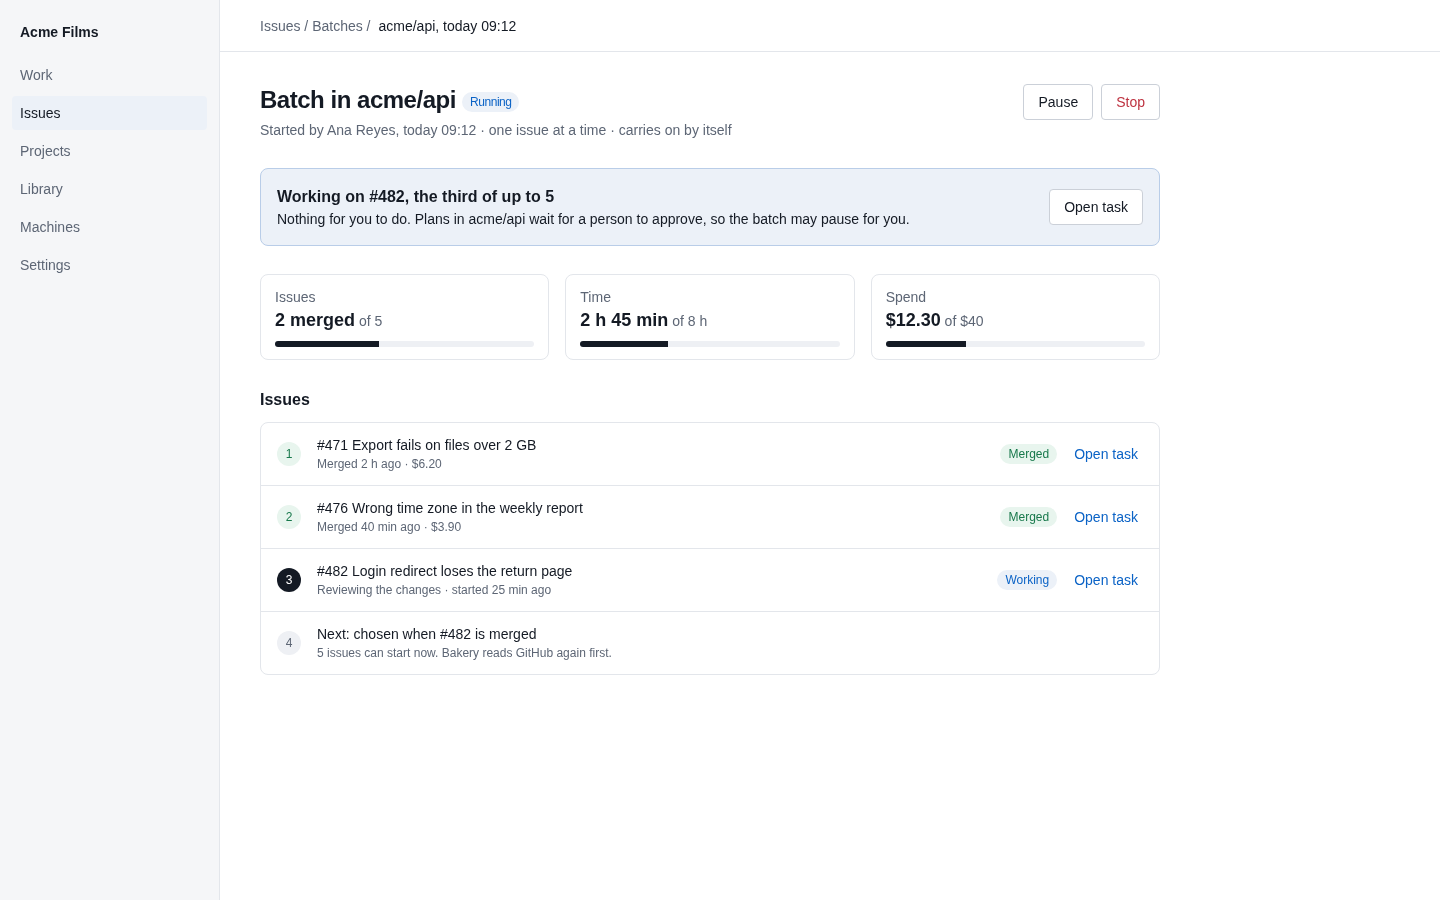 Acme Films
Work
Issues
Projects
Library
Machines
Settings
Issues / Batches / acme/api, today 09:12
Batch in acme/api Running
Started by Ana Reyes, today 09:12 · one issue at a time · carries on by itself
Pause
Stop
Working on #482, the third of up to 5
Nothing for you to do. Plans in acme/api wait for a person to approve, so the batch may pause for you.
Open task
Issues
2 merged of 5
Time
2 h 45 min of 8 h
Spend
$12.30 of $40
Issues
1
#471 Export fails on files over 2 GB
Merged 2 h ago · $6.20
Merged
Open task
2
#476 Wrong time zone in the weekly report
Merged 40 min ago · $3.90
Merged
Open task
3
#482 Login redirect loses the return page
Reviewing the changes · started 25 min ago
Working
Open task
4
Next: chosen when #482 is merged
5 issues can start now. Bakery reads GitHub again first.